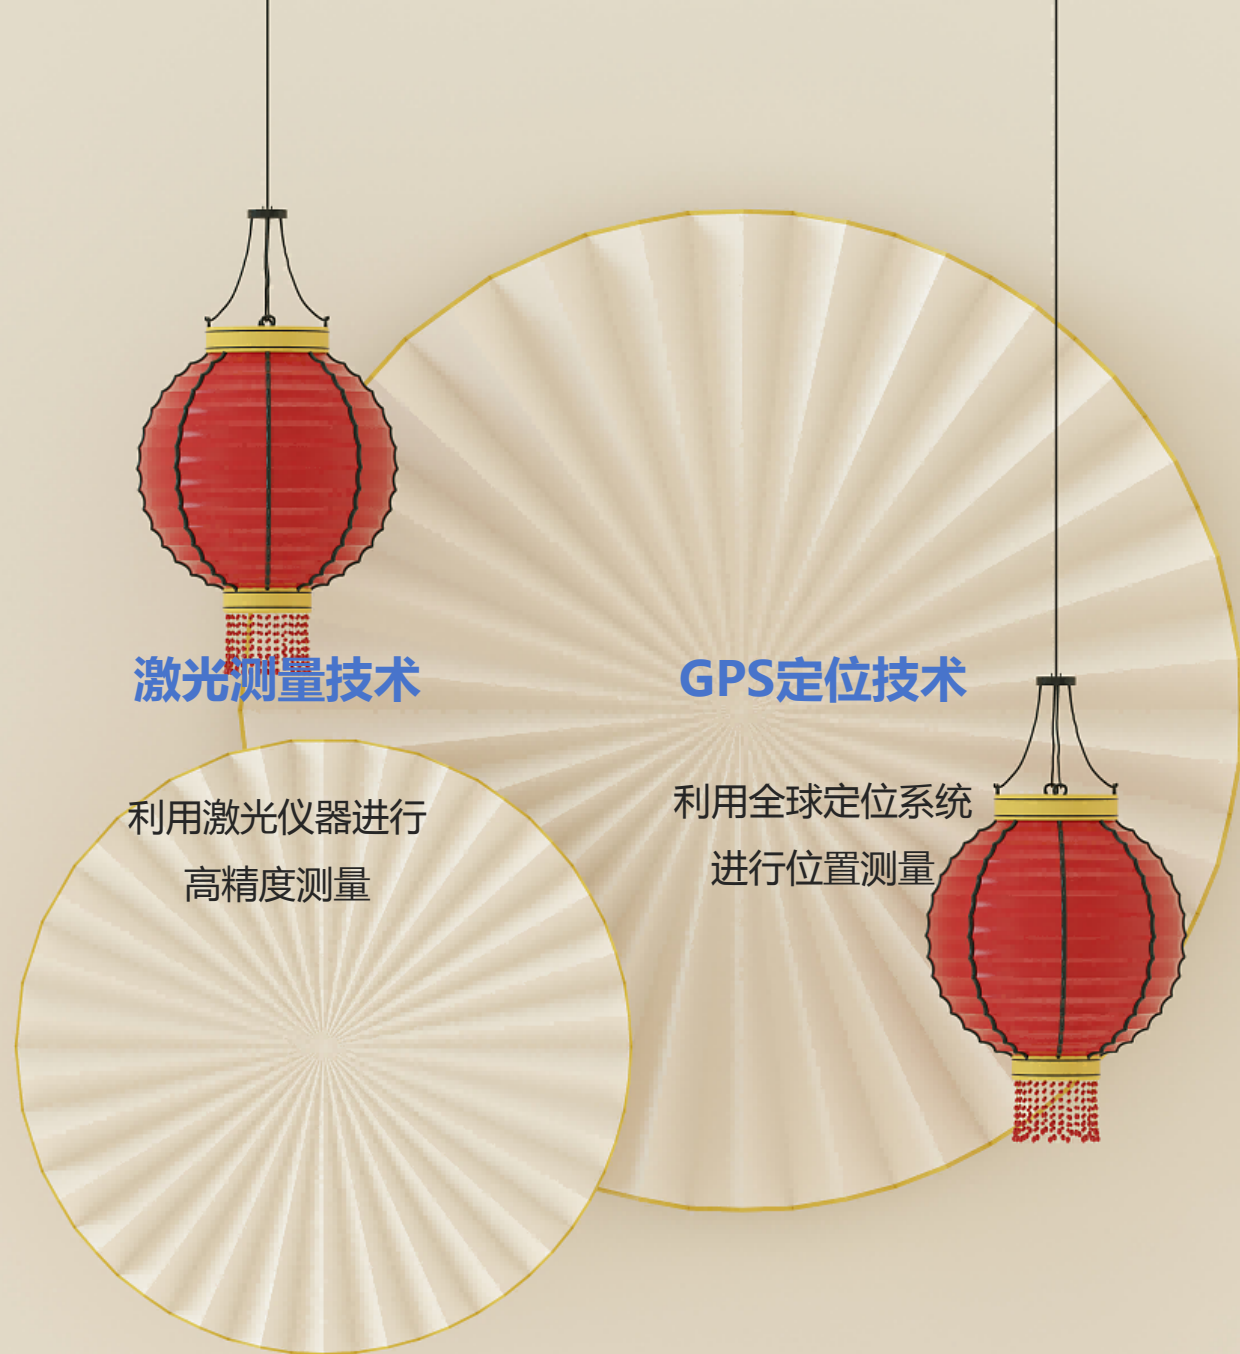 激光测量技术
利用激光仪器进行
高精度测量
GPS定位技术
利用全球定位系统
进行位置测量